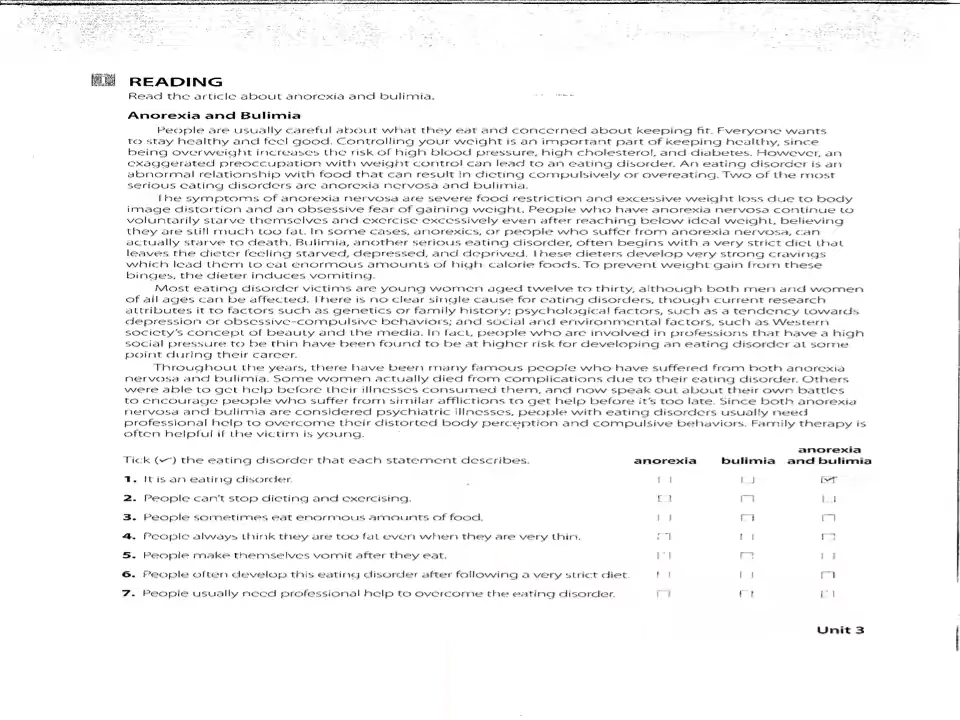 READING
Read the article about anorexia and bulimia.
Anorexia and Bulimia
People are usually careful about what they eat and concerned about keeping fit. Everyone wants
to stay healthy and feel good. Controlling your weight is an important part of keeping healthy, since
being overweight increases the risk of high blood pressure, high cholesterol, and diabetes. However, an
exaggerated preoccupation with weight control can lead to an eating disorder. An eating disorder is an
abnormal relationship with food that can result in dieting compulsively or overeating. Two of the most
serious eating disorders are anorexia nervosa and bulimia.
The symptoms of anorexia nervosa are severe food restriction and excessive weight loss due to body
image distortion and an obsessive fear of gaining weight. People who have anorexia nervosa continue to
voluntarily starve themselves and exercise excessively even after reaching below ideal weight, believing
they are still much too fat. In some cases, anorexics, or people who suffer from anorexia nervosa, can
actually starve to death. Bulimia, another serious eating disorder, often begins with a very strict diet that
leaves the dieter feeling starved, depressed, and deprived. These dieters develop very strong cravings
which lead them to eat enormous amounts of high calorie foods. To prevent weight gain from these
binges, the dieter induces vomiting.
Most eating disorder victims are young women aged twelve to thirty, although both men and women
of all ages can be affected. There is no clear single cause for eating disorders, though current research
attributes it to factors such as genetics or family history; psychological factors, such as a tendency towards
depression or obsessive-compulsive behaviors; and social and environmental factors, such as Western
society's concept of beauty and the media. In fact, people who are involved in professions that have a high
social pressure to be thin have been found to be at higher risk for developing an eating disorder at some
point during their career.
Throughout the years, there have been many famous people who have suffered from both anorexia
nervosa and bulimia. Some women actually died from complications due to their eating disorder. Others
were able to get help before their illnesses consumed them, and now speak out about their own battles
to encourage people who suffer from similar afflictions to get help before it's too late. Since both anorexia
nervosa and bulimia are considered psychiatric illnesses, people with eating disorders usually need
professional help to overcome their distorted body perception and compulsive behaviors. Family therapy is
often helpful if the victim is young.
Tick (✓) the eating disorder that each statement describes. anorexia bulimia anorexia and bulimia
1. It is an eating disorder.
2. People can't stop dieting and exercising.
3. People sometimes eat enormous amounts of food.
4. People always think they are too fat even when they are very thin.
5. People make themselves vomit after they eat.
6. People often develop this eating disorder after following a very strict diet.
7. People usually need professional help to overcome the eating disorder.
Unit 3